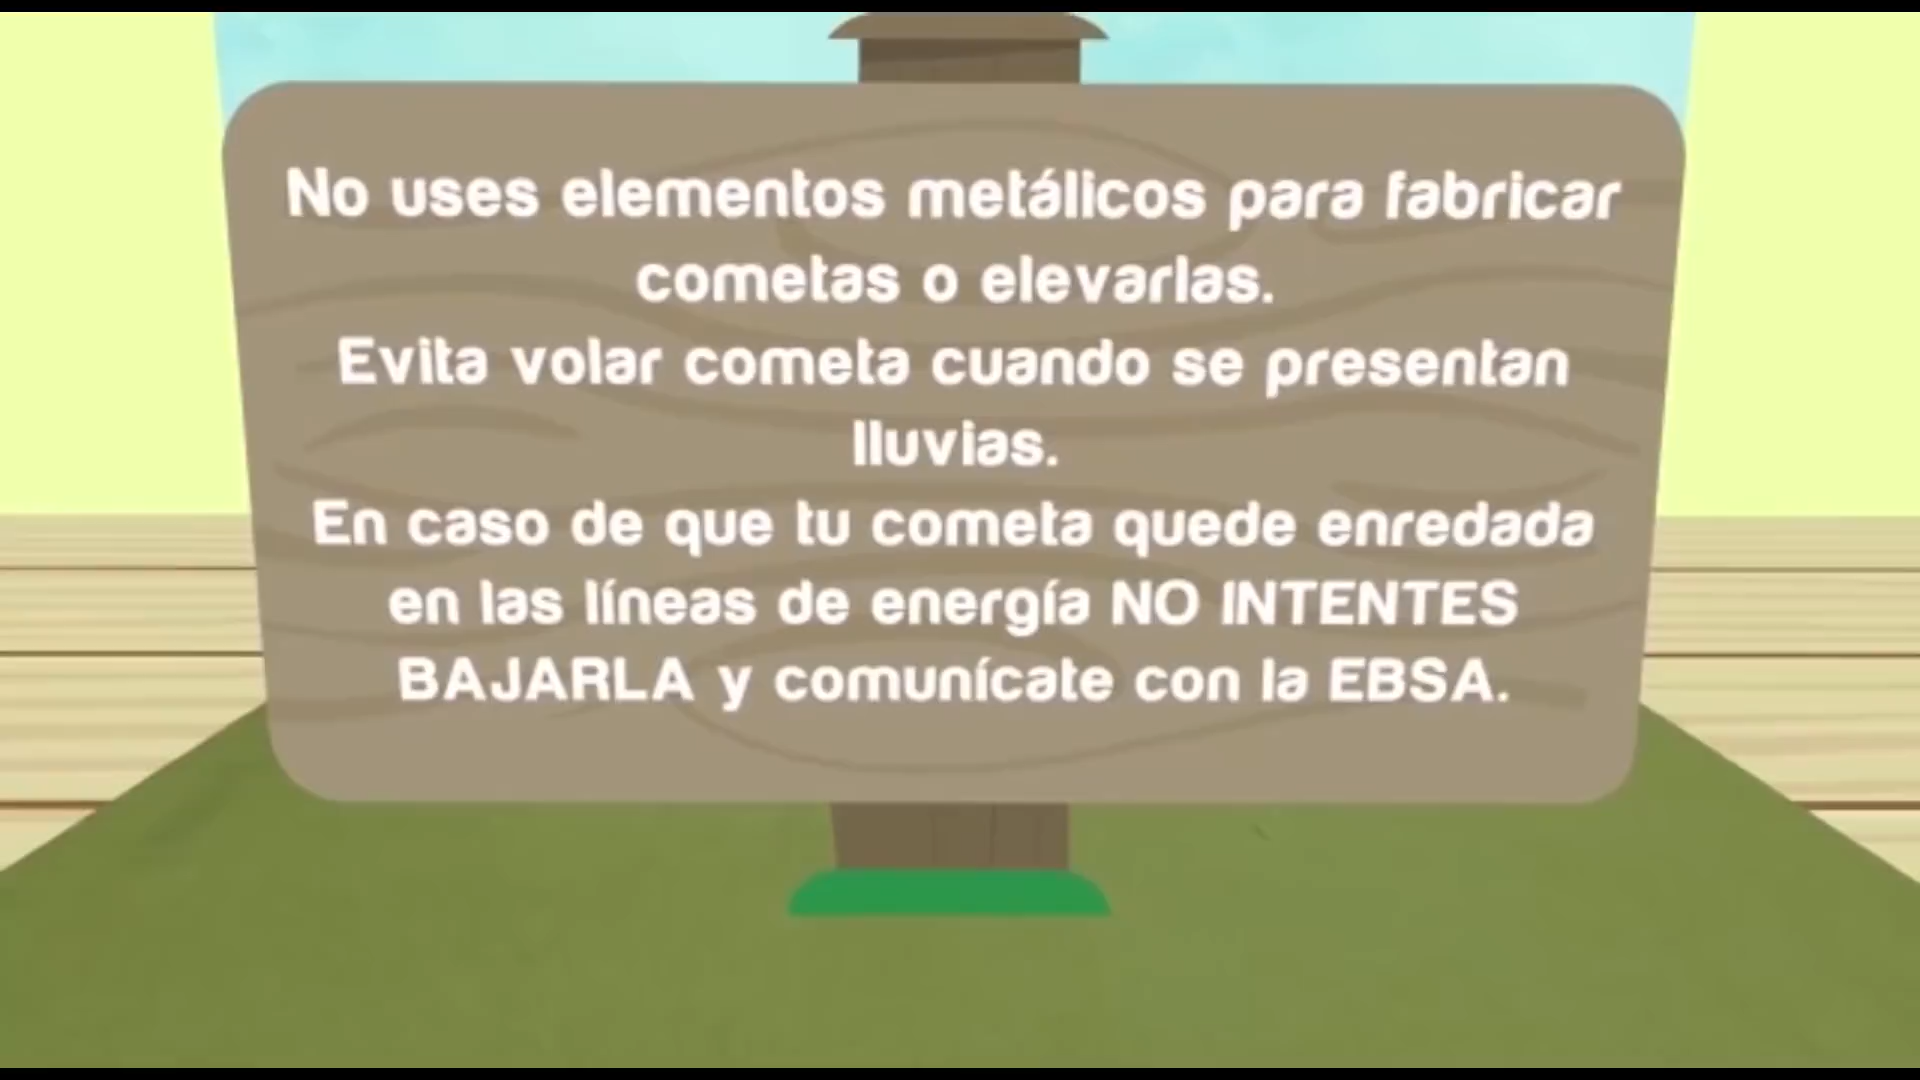 No uses elementos metálicos para fabricar
cometas o elevarlas.
Evita volar cometa cuando se presentan
lluvias.
En caso de que tu cometa quede enredada
en las líneas de energía NO INTENTES
BAJARLA y comunícate con la EBSA.